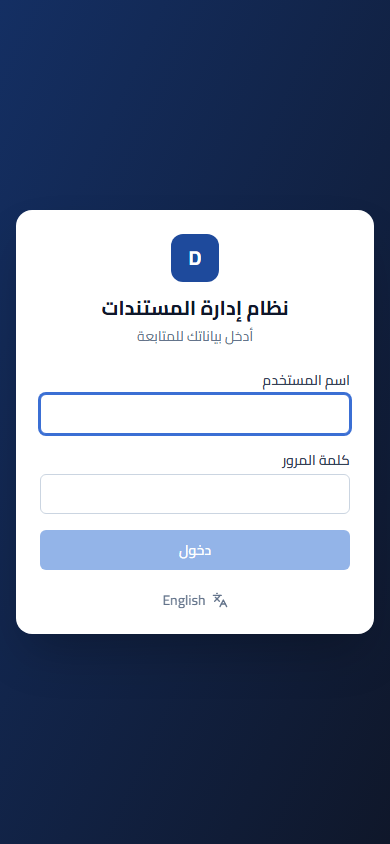 D
نظام إدارة المستندات
أدخل بياناتك للمتابعة
اسم المستخدم
كلمة المرور
دخول
English